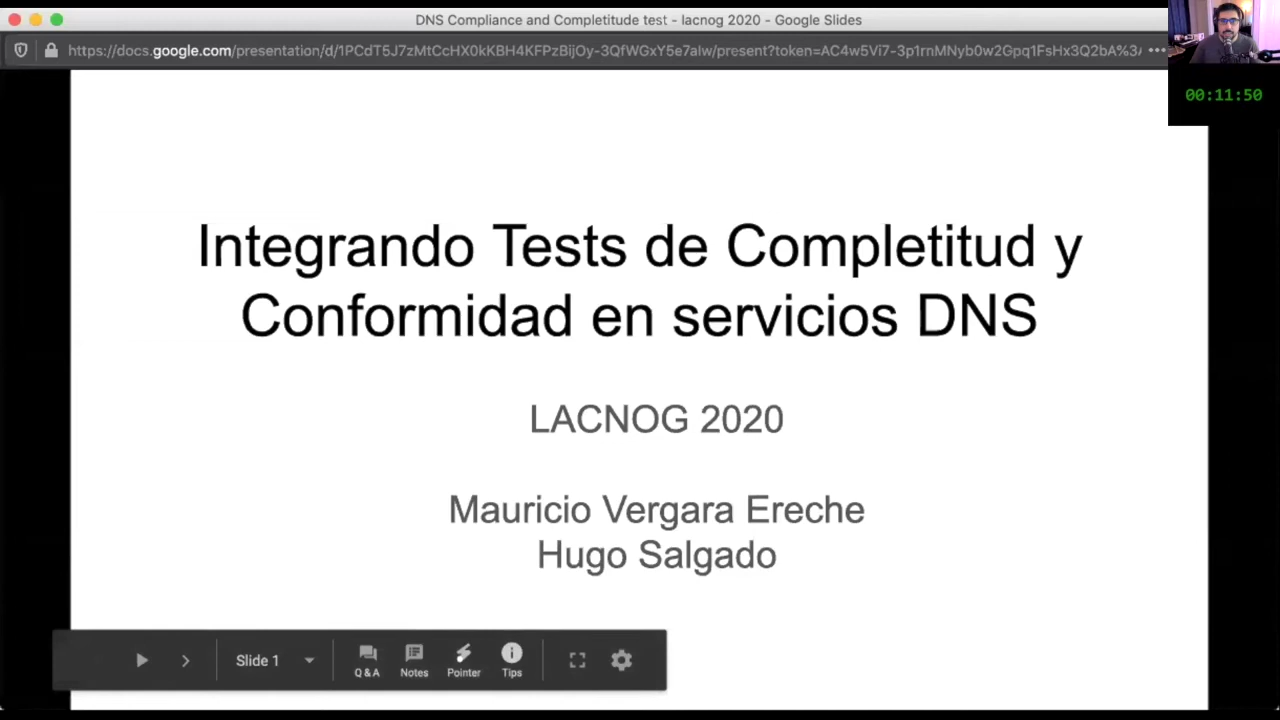 DNS Compliance and Completitude test - lacnog 2020 - Google Slides
https://docs.google.com/presentation/d/1PCdT5J7zMtCcHX0kKBH4KFPzBijOy-3QfWGxY5e7aIw/present?token=AC4w5Vi7-3p1rnMNyb0w2Gpq1FsHx3Q2bA%3
00:11:50
Integrando Tests de Completitud y
Conformidad en servicios DNS
LACNOG 2020
Mauricio Vergara Ereche
Hugo Salgado
Slide 1
Q&A
Notes
Pointer
Tips